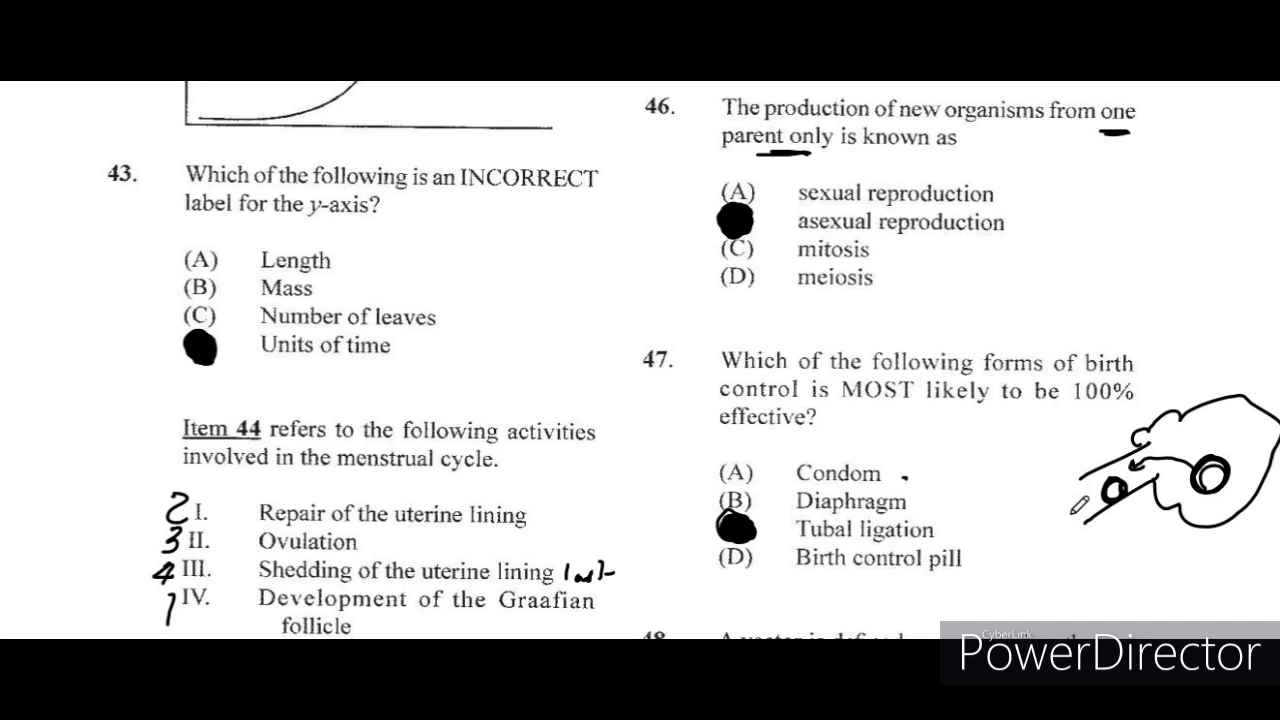 43. Which of the following is an INCORRECT
label for the y-axis?
(A) Length
(B) Mass
(C) Number of leaves
Units of time
Item 44 refers to the following activities
involved in the menstrual cycle.
2 I. Repair of the uterine lining
3 II. Ovulation
4 III. Shedding of the uterine lining
1 IV. Development of the Graafian
follicle
46. The production of new organisms from one
parent only is known as
(A) sexual reproduction
asexual reproduction
(C) mitosis
(D) meiosis
47. Which of the following forms of birth
control is MOST likely to be 100%
effective?
(A) Condom
(B) Diaphragm
Tubal ligation
(D) Birth control pill
CyberLink
PowerDirector